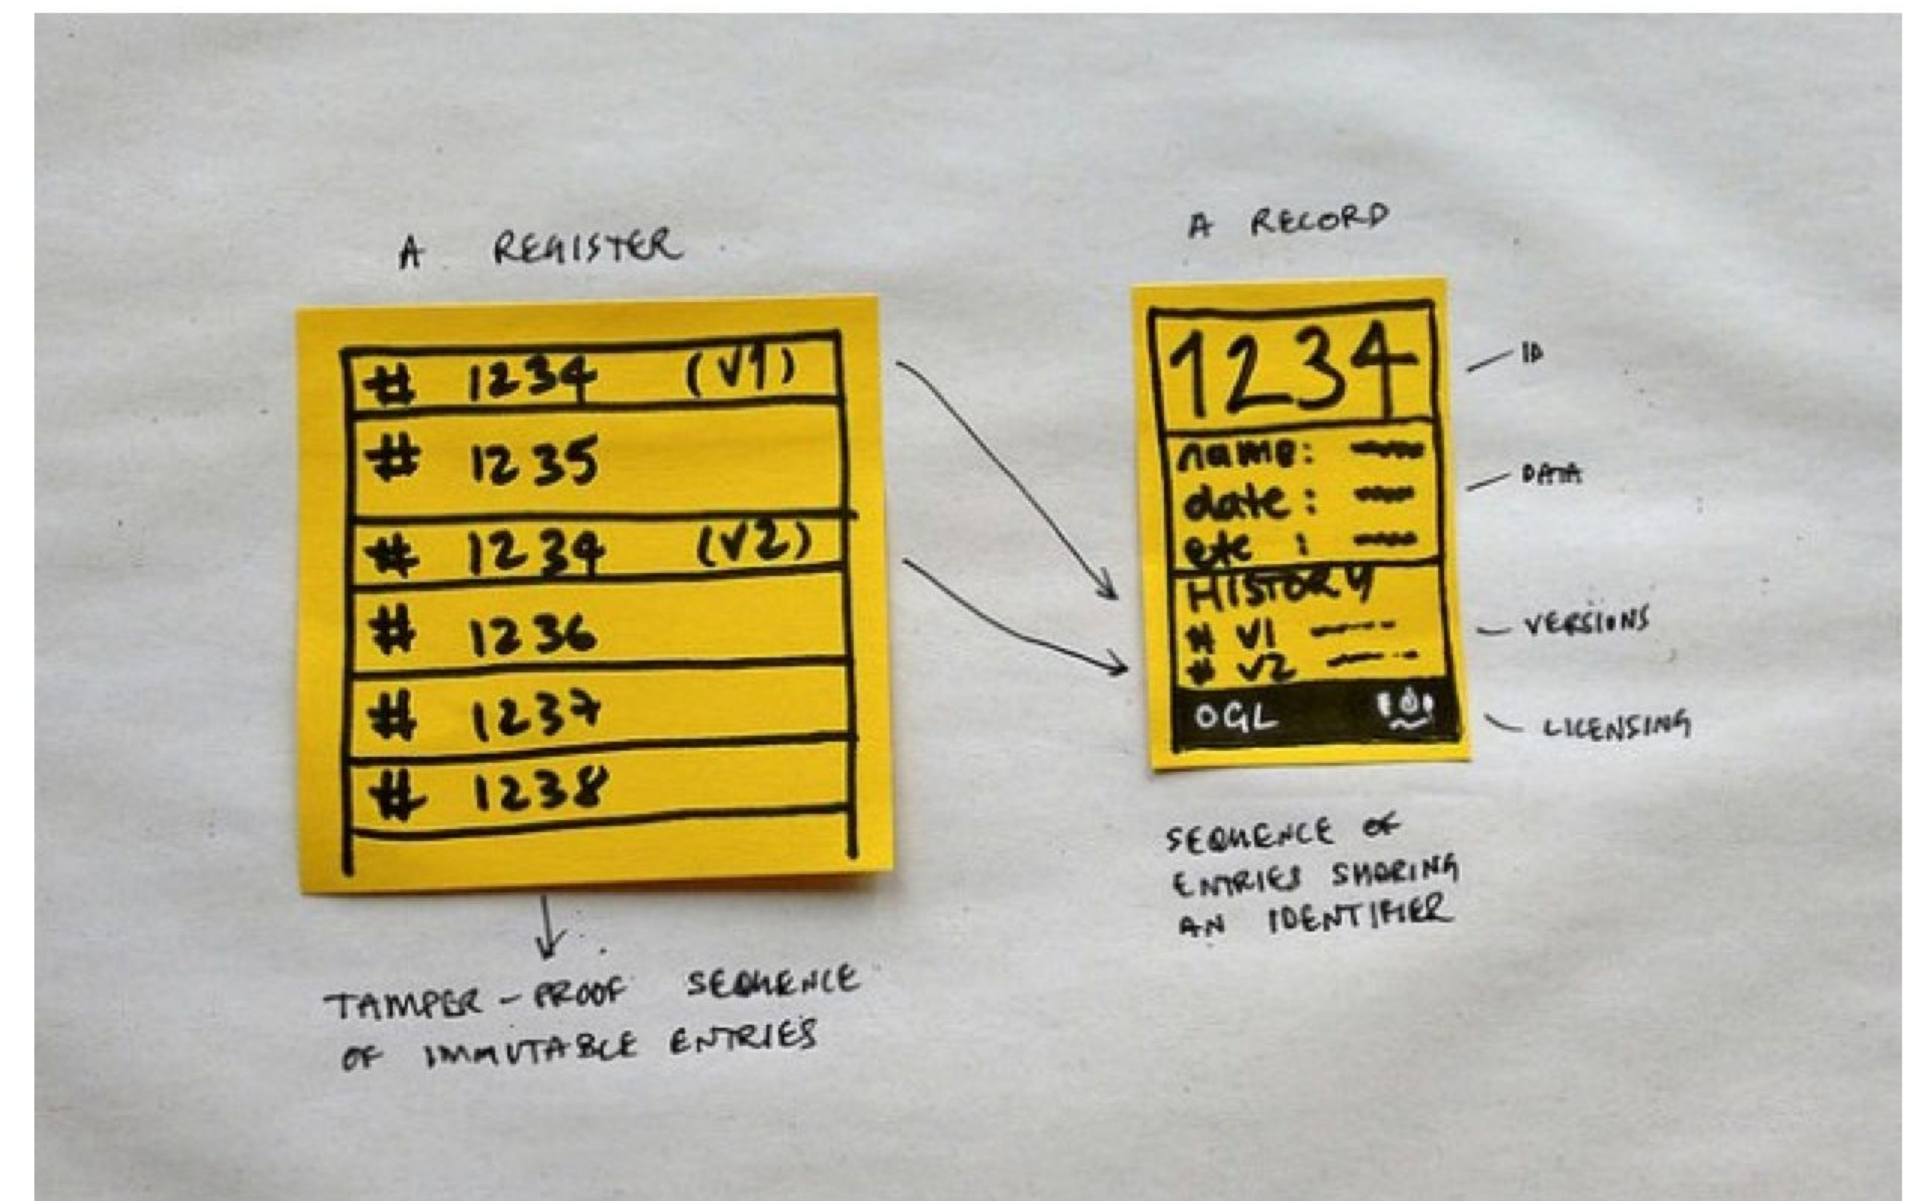 A REGISTER
# 1234 (V1)
# 1235
# 1234 (V2)
# 1236
# 1237
# 1238
TAMPER-PROOF SEQUENCE
OF IMMUTABLE ENTRIES
A RECORD
1234
name:
date:
etc :
HISTORY
# V1
# V2
OGL
ID
DATA
VERSIONS
LICENSING
SEQUENCE OF
ENTRIES SHARING
AN IDENTIFIER